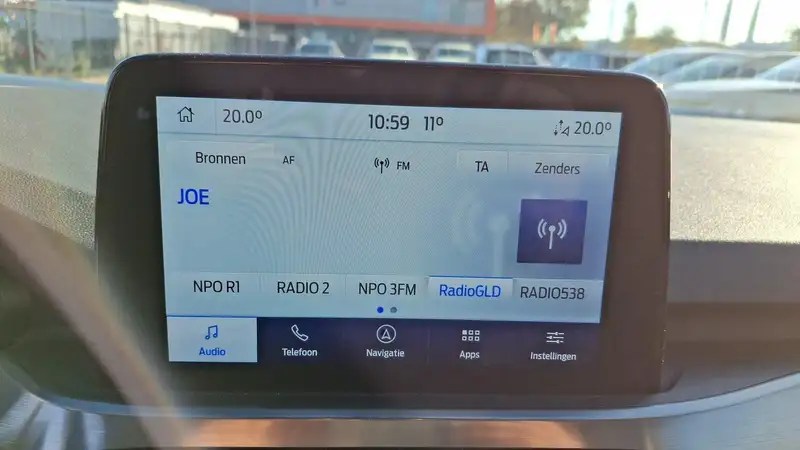 20.0º 10:59 11º 20.0º
Bronnen AF FM TA Zenders
JOE
NPO R1 RADIO 2 NPO 3FM RadioGLD RADIO538
Audio Telefoon Navigatie Apps Instellingen